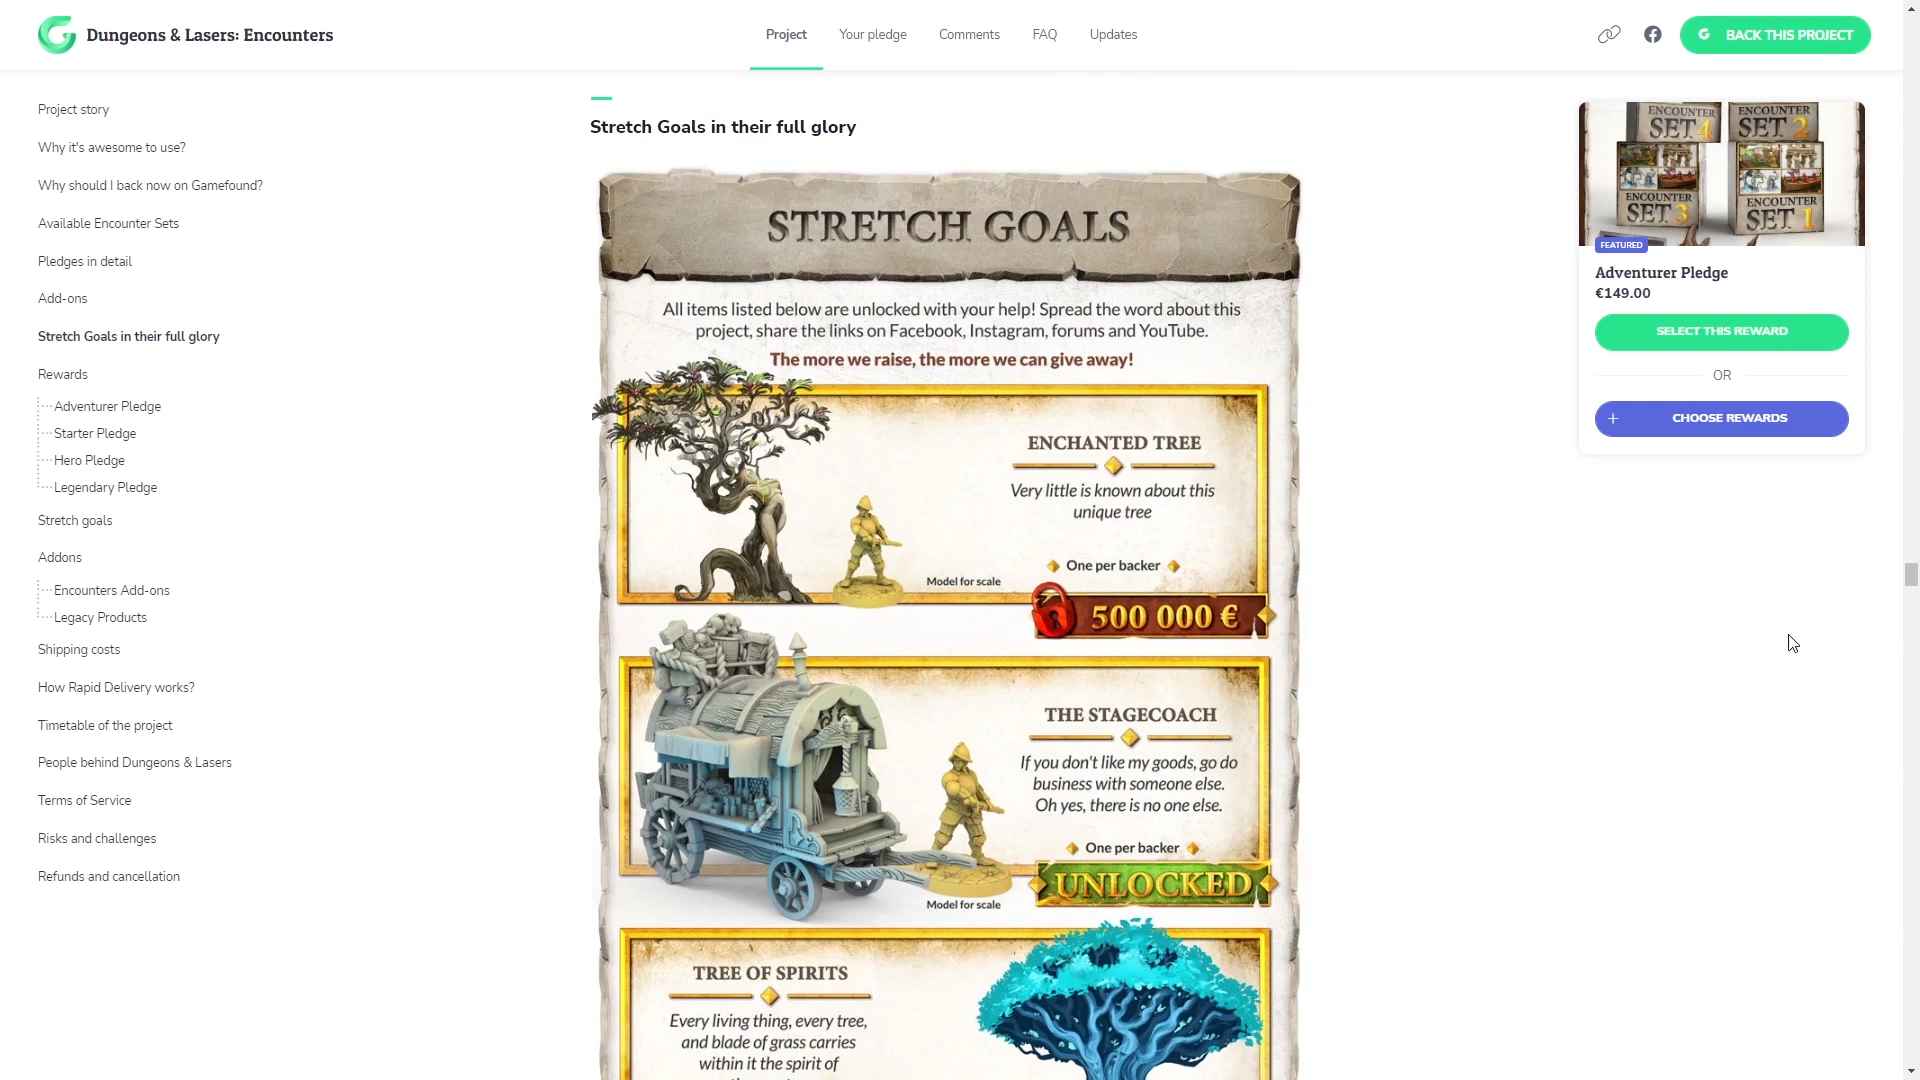 Dungeons & Lasers: Encounters
Project
Your pledge
Comments
FAQ
Updates
BACK THIS PROJECT
Project story
Why it's awesome to use?
Why should I back now on Gamefound?
Available Encounter Sets
Pledges in detail
Add-ons
Stretch Goals in their full glory
Rewards
Adventurer Pledge
Starter Pledge
Hero Pledge
Legendary Pledge
Stretch goals
Addons
Encounters Add-ons
Legacy Products
Shipping costs
How Rapid Delivery works?
Timetable of the project
People behind Dungeons & Lasers
Terms of Service
Risks and challenges
Refunds and cancellation
Stretch Goals in their full glory
STRETCH GOALS
All items listed below are unlocked with your help! Spread the word about this
project, share the links on Facebook, Instagram, forums and YouTube.
The more we raise, the more we can give away!
ENCHANTED TREE
Very little is known about this
unique tree
One per backer
Model for scale
500 000 €
THE STAGECOACH
If you don't like my goods, go do
business with someone else.
Oh yes, there is no one else.
One per backer
UNLOCKED
Model for scale
TREE OF SPIRITS
Every living thing, every tree,
and blade of grass carries
within it the spirit of
ENCOUNTER
SET 4
ENCOUNTER
SET 2
ENCOUNTER
SET 3
ENCOUNTER
SET 1
FEATURED
Adventurer Pledge
€149.00
SELECT THIS REWARD
OR
+ CHOOSE REWARDS